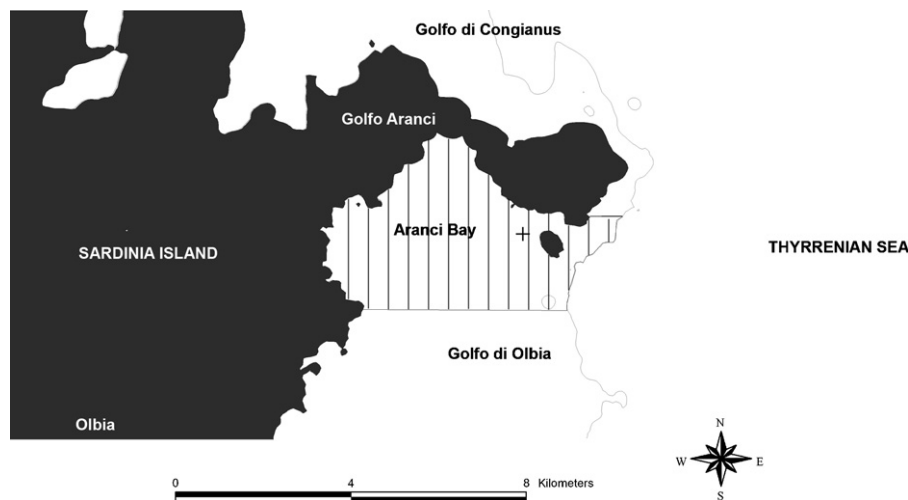 Golfo di Congianus
Golfo Aranci
Aranci Bay
SARDINIA ISLAND
THYRRENIAN SEA
Golfo di Olbia
Olbia
N
W E
S
0 4 8 Kilometers